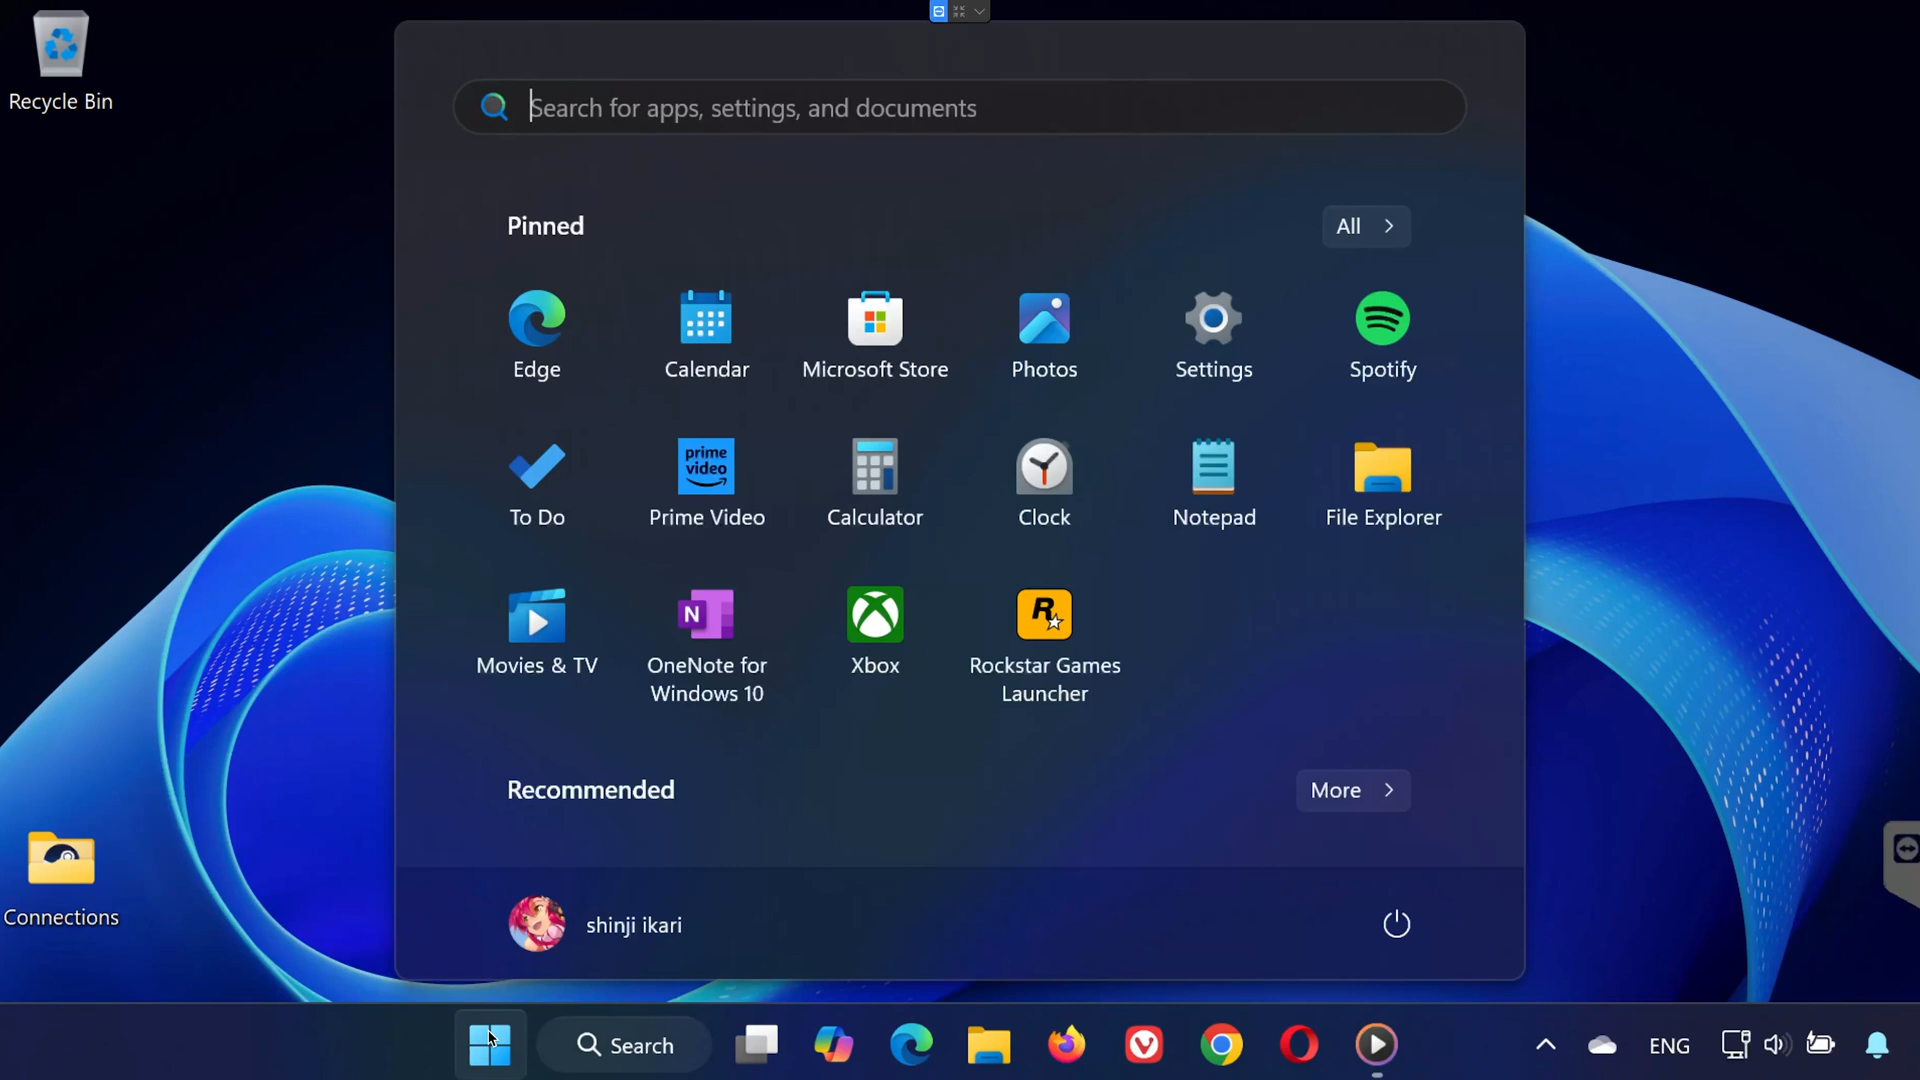 Recycle Bin
Search for apps, settings, and documents
Pinned
All
Edge
Calendar
Microsoft Store
Photos
Settings
Spotify
To Do
prime
video
Prime Video
Calculator
Clock
Notepad
File Explorer
Movies & TV
N
OneNote for
Windows 10
Xbox
R
Rockstar Games
Launcher
Recommended
More
Connections
shinji ikari
Search
ENG